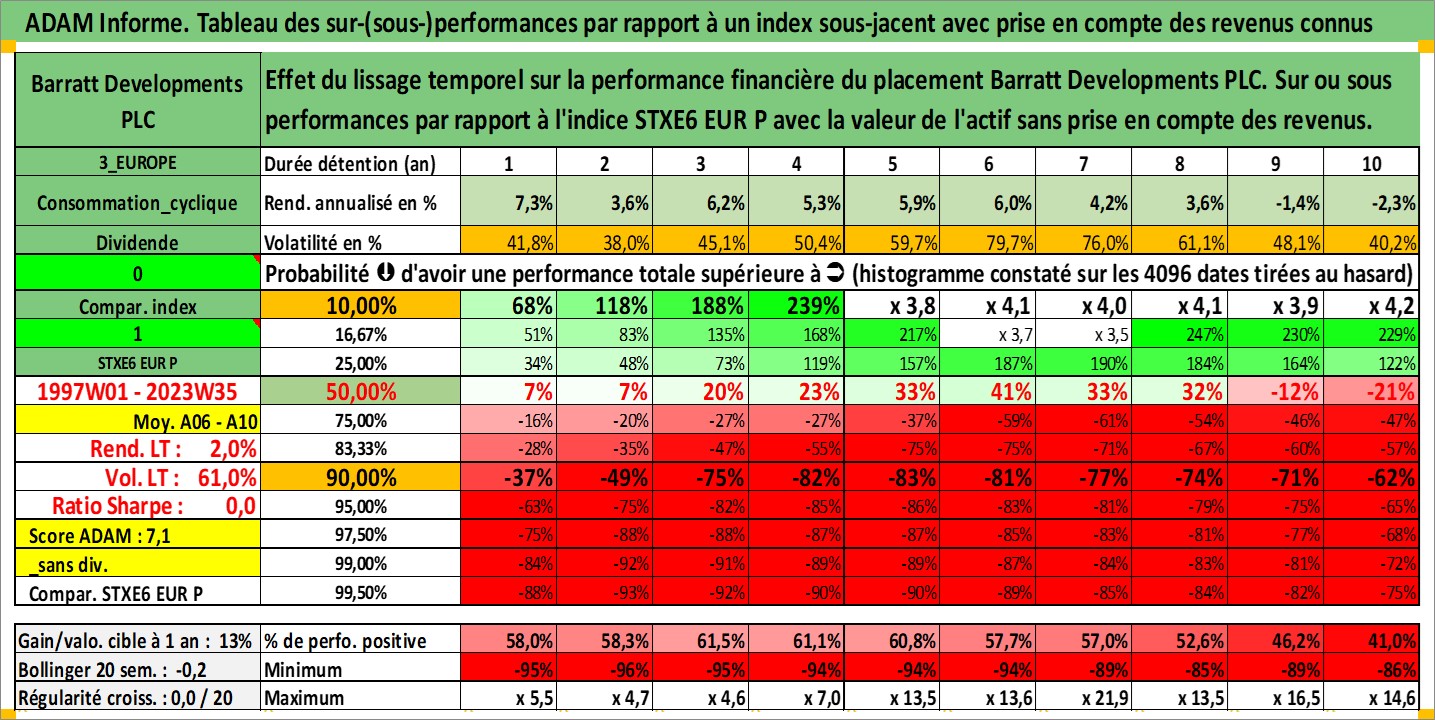 ADAM Informe. Tableau des sur-(sous-)performances par rapport à un index sous-jacent avec prise en compte des revenus connus
Barratt Developments PLC
Effet du lissage temporel sur la performance financière du placement Barratt Developments PLC. Sur ou sous
performances par rapport à l'indice STXE6 EUR P avec la valeur de l'actif sans prise en compte des revenus.
3_EUROPE Durée détention (an) 1 2 3 4 5 6 7 8 9 10
Consommation_cyclique Rend. annualisé en % 7,3% 3,6% 6,2% 5,3% 5,9% 6,0% 4,2% 3,6% -1,4% -2,3%
Dividende Volatilité en % 41,8% 38,0% 45,1% 50,4% 59,7% 79,7% 76,0% 61,1% 48,1% 40,2%
0 Probabilité ⬇ d'avoir une performance totale supérieure à ➲ (histogramme constaté sur les 4096 dates tirées au hasard)
Compar. index 10,00% 68% 118% 188% 239% x 3,8 x 4,1 x 4,0 x 4,1 x 3,9 x 4,2
1 16,67% 51% 83% 135% 168% 217% x 3,7 x 3,5 247% 230% 229%
STXE6 EUR P 25,00% 34% 48% 73% 119% 157% 187% 190% 184% 164% 122%
1997W01 - 2023W35 50,00% 7% 7% 20% 23% 33% 41% 33% 32% -12% -21%
Moy. A06 - A10 75,00% -16% -20% -27% -27% -37% -59% -61% -54% -46% -47%
Rend. LT : 2,0% 83,33% -28% -35% -47% -55% -75% -75% -71% -67% -60% -57%
Vol. LT : 61,0% 90,00% -37% -49% -75% -82% -83% -81% -77% -74% -71% -62%
Ratio Sharpe : 0,0 95,00% -63% -75% -82% -85% -86% -83% -81% -79% -75% -65%
Score ADAM : 7,1 97,50% -75% -88% -88% -87% -87% -85% -83% -81% -77% -68%
_sans div. 99,00% -84% -92% -91% -89% -89% -87% -84% -83% -81% -72%
Compar. STXE6 EUR P 99,50% -88% -93% -92% -90% -90% -89% -85% -84% -82% -75%
Gain/valo. cible à 1 an : 13% % de perfo. positive 58,0% 58,3% 61,5% 61,1% 60,8% 57,7% 57,0% 52,6% 46,2% 41,0%
Bollinger 20 sem. : -0,2 Minimum -95% -96% -95% -94% -94% -94% -89% -85% -89% -86%
Régularité croiss. : 0,0 / 20 Maximum x 5,5 x 4,7 x 4,6 x 7,0 x 13,5 x 13,6 x 21,9 x 13,5 x 16,5 x 14,6